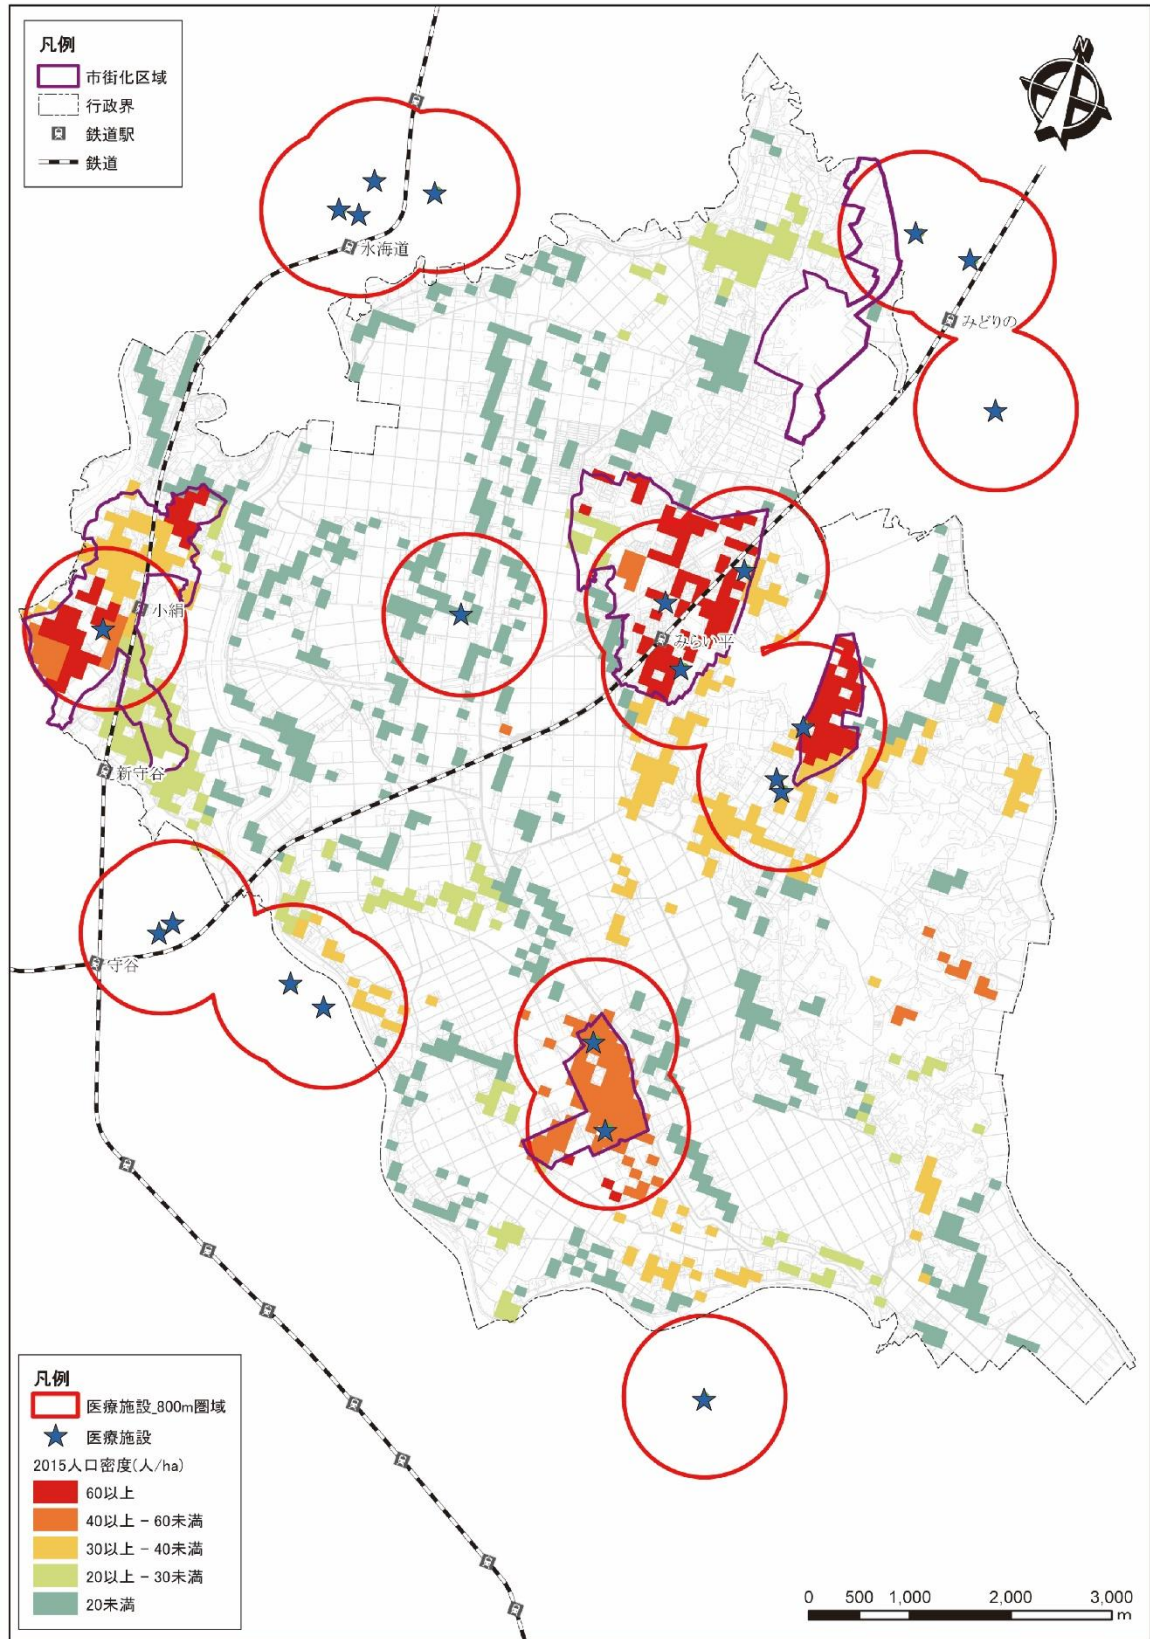 凡例
市街化区域
行政界
鉄道駅
鉄道
N
水海道
みどりの
小絹
みらい平
新守谷
守谷
凡例
医療施設_800m圏域
医療施設
2015人口密度(人/ha)
60以上
40以上 - 60未満
30以上 - 40未満
20以上 - 30未満
20未満
0 500 1,000 2,000 3,000
m